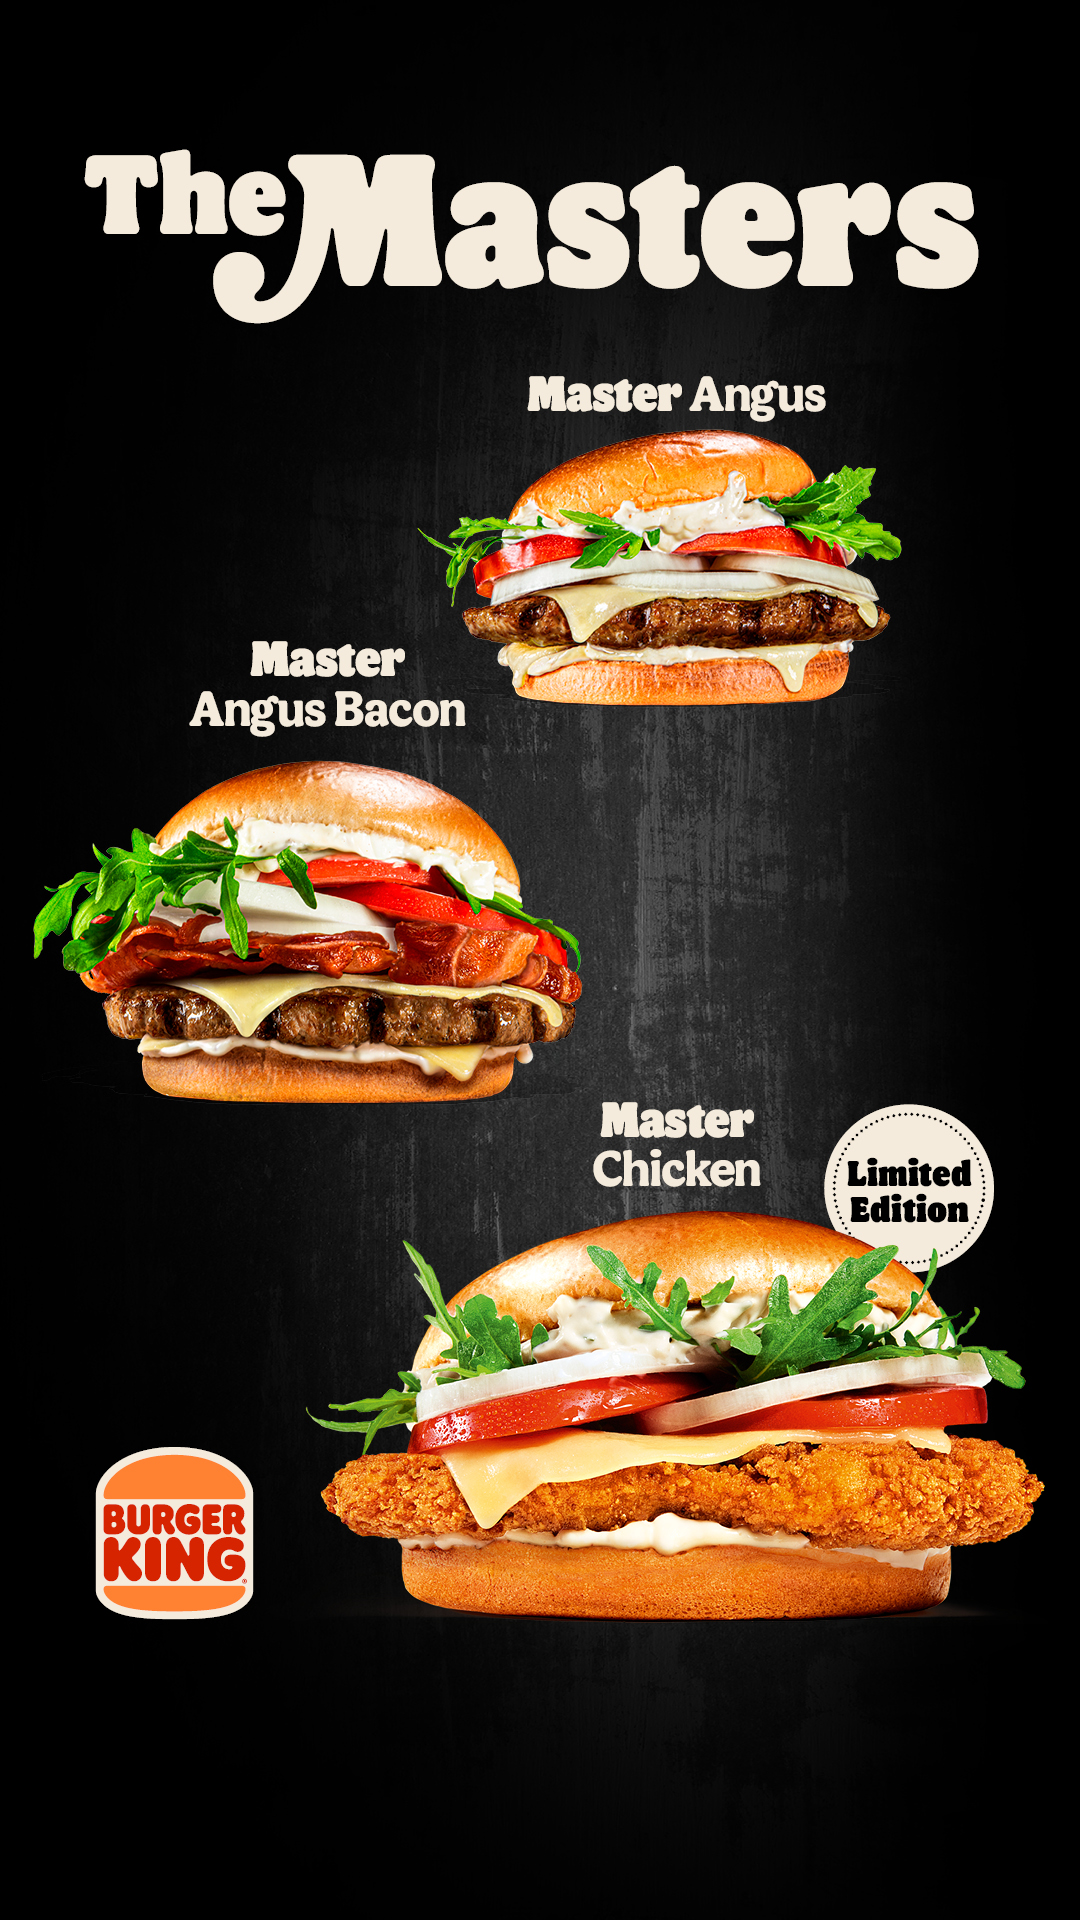 The Masters
Master Angus
Master
Angus Bacon
Master
Chicken
Limited
Edition
BURGER
KING